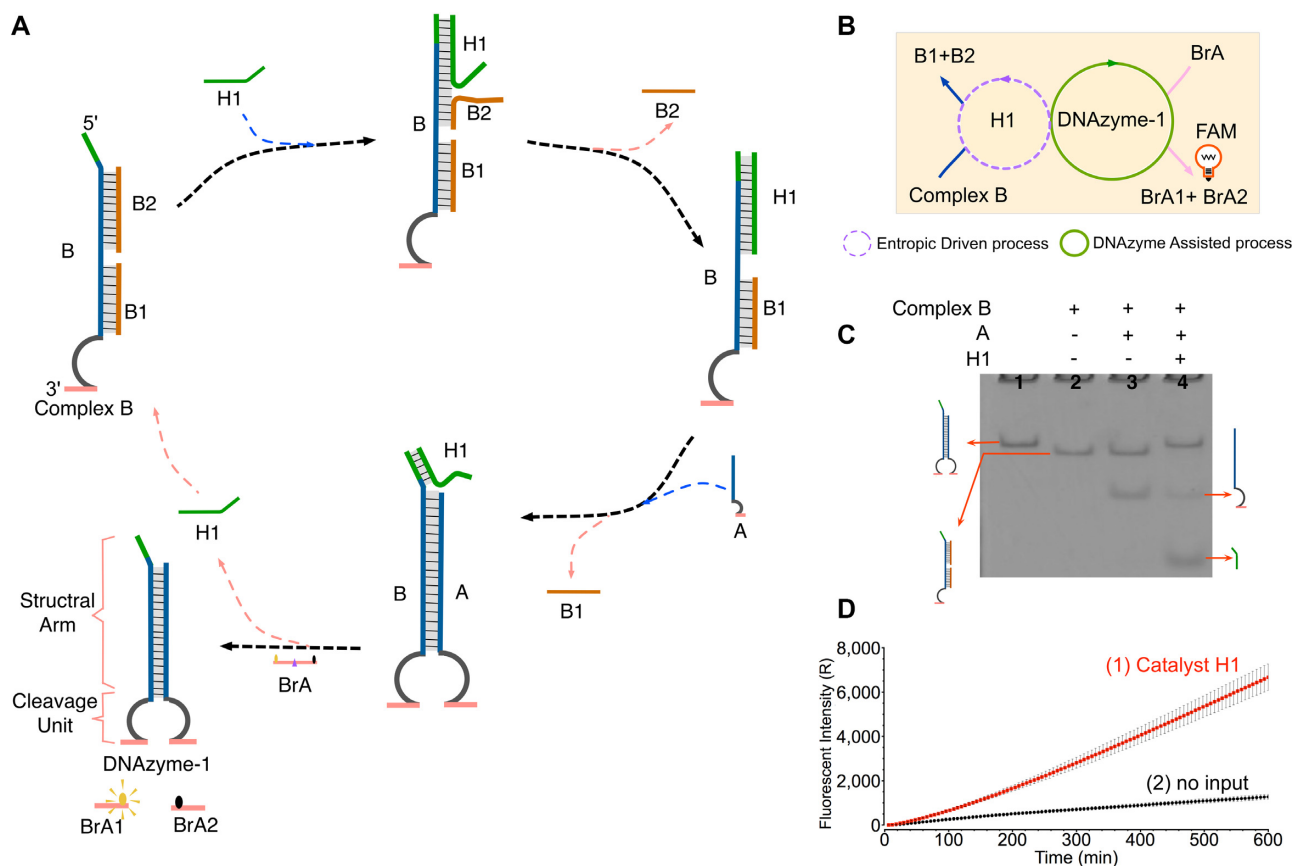 A
H1
5'
B2
B
B1
3'
Complex B
H1
B2
B
B1
B2
H1
B
B1
A
B1
H1
B
A
BrA
H1
Structral
Arm
Cleavage
Unit
DNAzyme-1
BrA1
BrA2
B
B1+B2
BrA
H1
DNAzyme-1
FAM
Complex B
BrA1+ BrA2
Entropic Driven process
DNAzyme Assisted process
C
Complex B + + +
A - + +
H1 - - +
1 2 3 4
D
Fluorescent Intensity (R)
8,000
6,000
4,000
2,000
0
(1) Catalyst H1
(2) no input
0 100 200 300 400 500 600
Time (min)